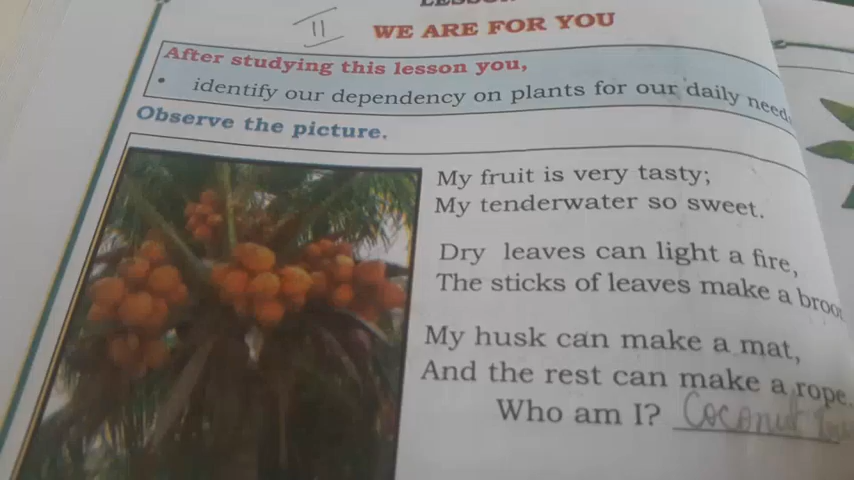 11
WE ARE FOR YOU
After studying this lesson you,
• identify our dependency on plants for our daily need
Observe the picture.
My fruit is very tasty;
My tenderwater so sweet.
Dry leaves can light a fire,
The sticks of leaves make a broo
My husk can make a mat,
And the rest can make a rope.
Who am I? Coconut